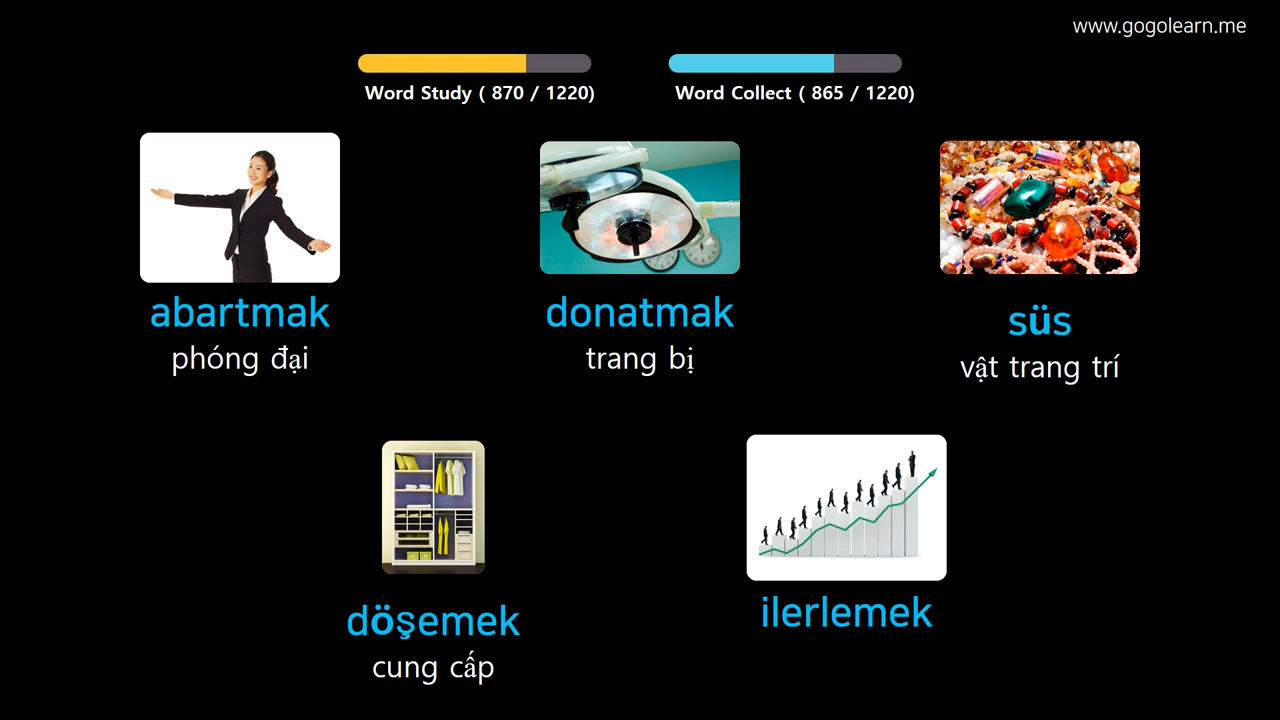 www.gogolearn.me
Word Study ( 870 / 1220)
Word Collect ( 865 / 1220)
abartmak
phóng đại
donatmak
trang bị
süs
vật trang trí
döşemek
cung cấp
ilerlemek